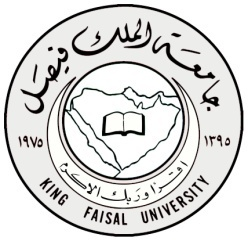 جامعة الملك فيصل
١٩٧٥
١٣٩٥
اقرأ وربك الأكرم
KING FAISAL UNIVERSITY